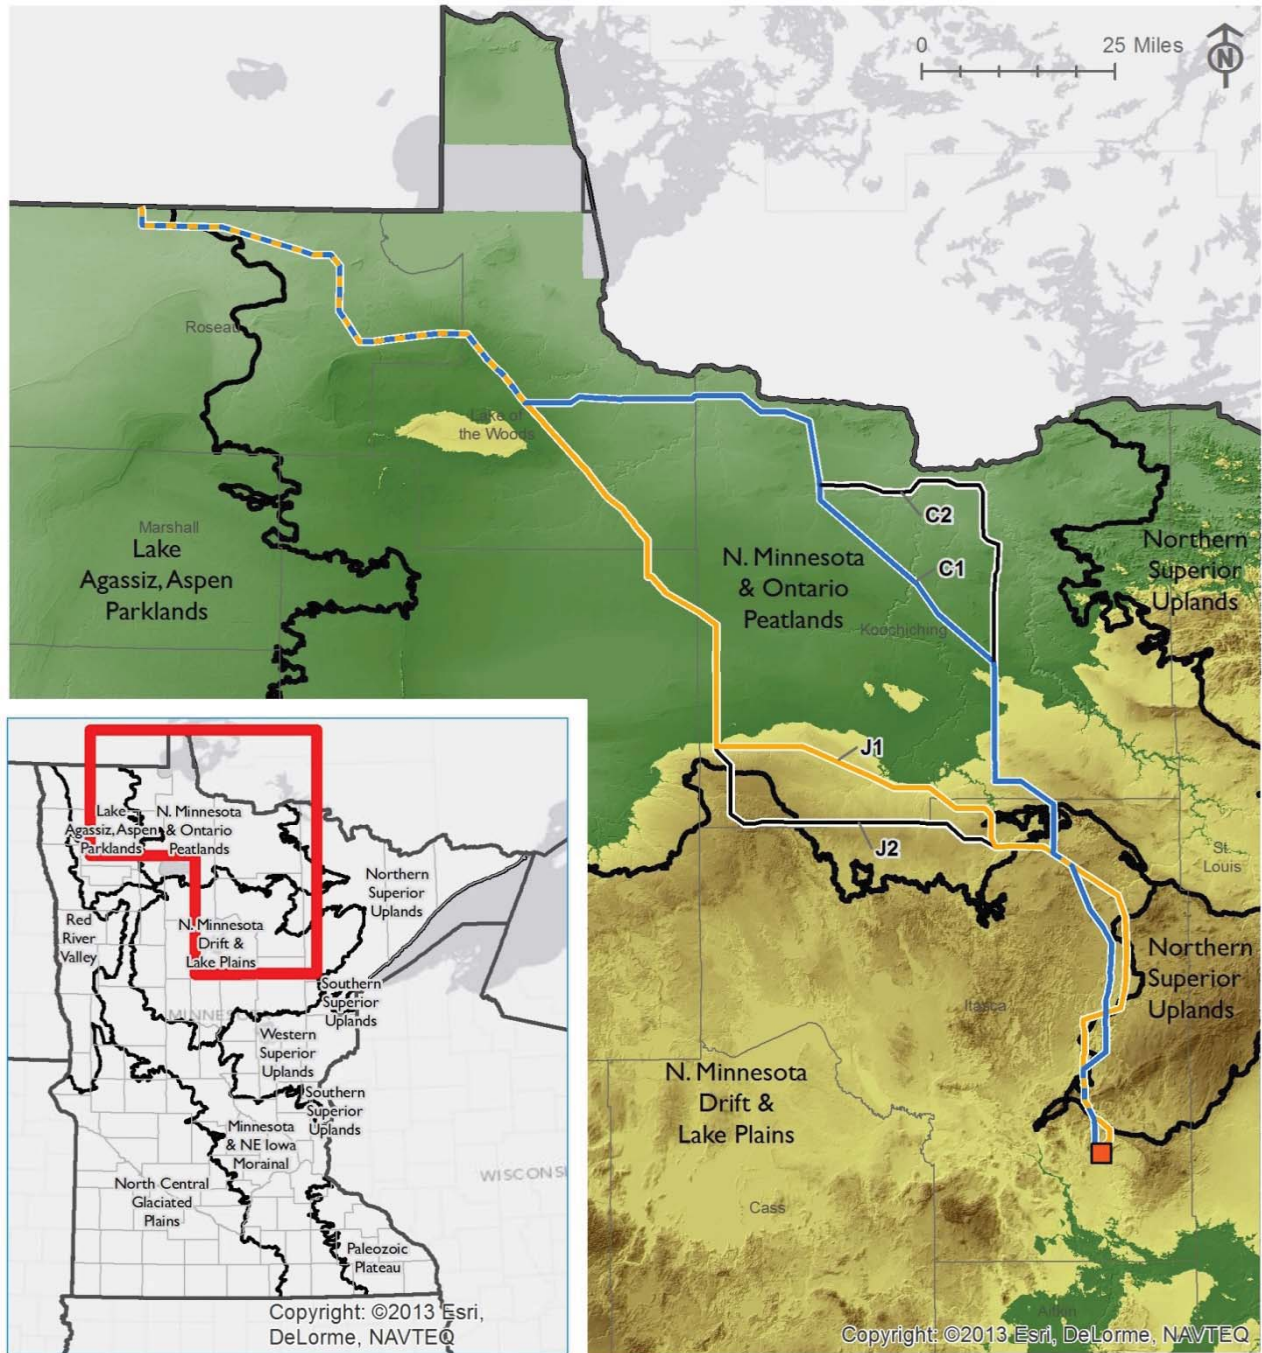 0 25 Miles
N
Roseau
Lake of
the Woods
Marshall
Lake
Agassiz, Aspen
Parklands
C2
C1
N. Minnesota
& Ontario
Peatlands
Koochiching
Northern
Superior
Uplands
J1
J2
St.
Louis
Northern
Superior
Uplands
Itasca
N. Minnesota
Drift &
Lake Plains
Cass
Aitkin
Copyright: ©2013 Esri, DeLorme, NAVTEQ
Lake
Agassiz, Aspen
Parklands
N. Minnesota
& Ontario
Peatlands
Northern
Superior
Uplands
Red
River
Valley
N. Minnesota
Drift &
Lake Plains
Southern
Superior
Uplands
MINNESOTA
Western
Superior
Uplands
Southern
Superior
Uplands
Minnesota
& NE Iowa
Morainal
WISCONS
North Central
Glaciated
Plains
Paleozoic
Plateau
Copyright: ©2013 Esri,
DeLorme, NAVTEQ